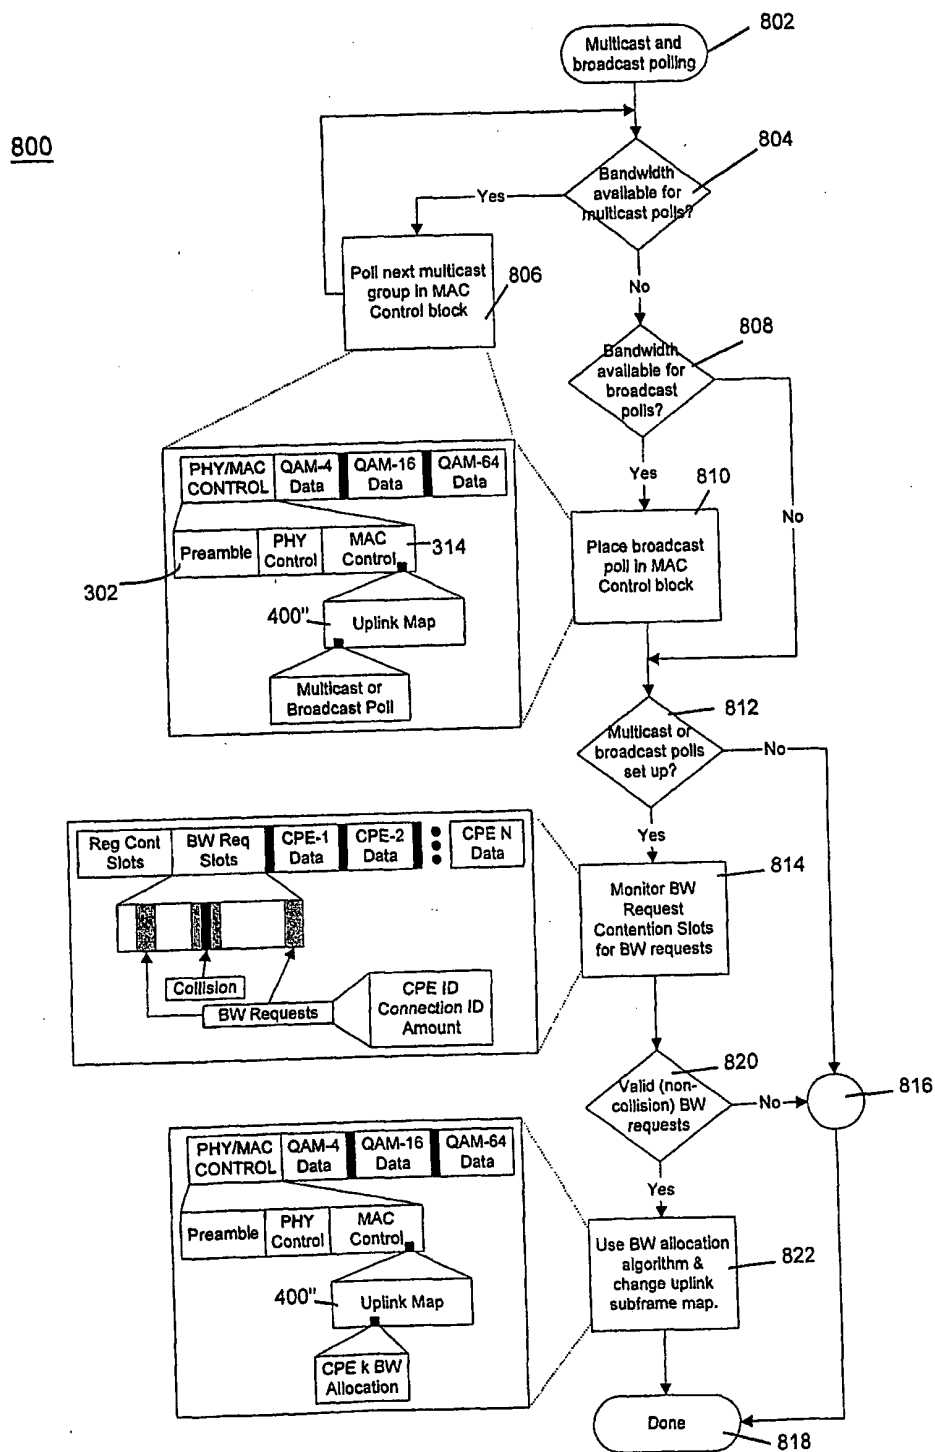 800
Multicast and
broadcast polling
802
Bandwidth
available for
multicast polls?
804
Yes
No
Poll next multicast
group in MAC
Control block
806
Bandwidth
available for
broadcast
polls?
808
Yes
No
Place broadcast
poll in MAC
Control block
810
PHY/MAC
CONTROL
QAM-4
Data
QAM-16
Data
QAM-64
Data
Preamble
PHY
Control
MAC
Control
314
302
400"
Uplink Map
Multicast or
Broadcast Poll
Multicast or
broadcast polls
set up?
812
No
Yes
Reg Cont
Slots
BW Req
Slots
CPE-1
Data
CPE-2
Data
CPE N
Data
Collision
BW Requests
CPE ID
Connection ID
Amount
Monitor BW
Request
Contention Slots
for BW requests
814
Valid (non-
collision) BW
requests
820
No
816
Yes
PHY/MAC
CONTROL
QAM-4
Data
QAM-16
Data
QAM-64
Data
Preamble
PHY
Control
MAC
Control
400"
Uplink Map
CPE k BW
Allocation
Use BW allocation
algorithm &
change uplink
subframe map.
822
Done
818